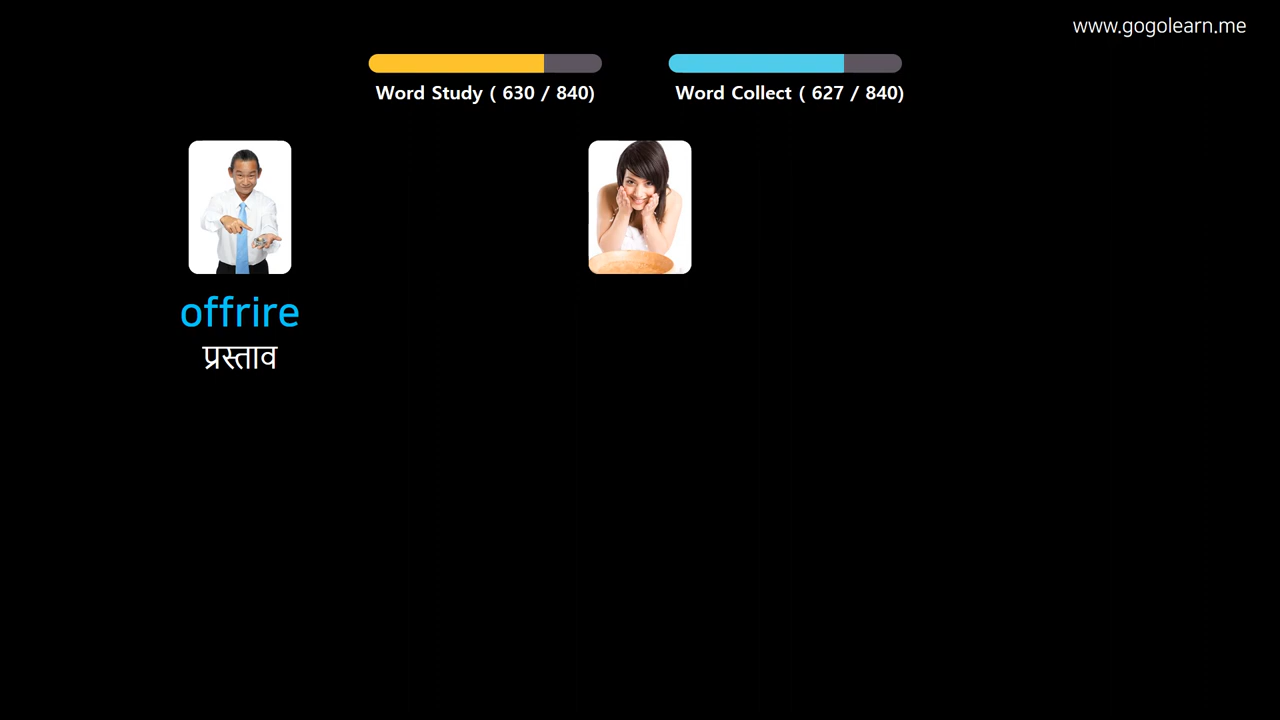 www.gogolearn.me
Word Study ( 630 / 840)
Word Collect ( 627 / 840)
offrire
प्रस्ताव